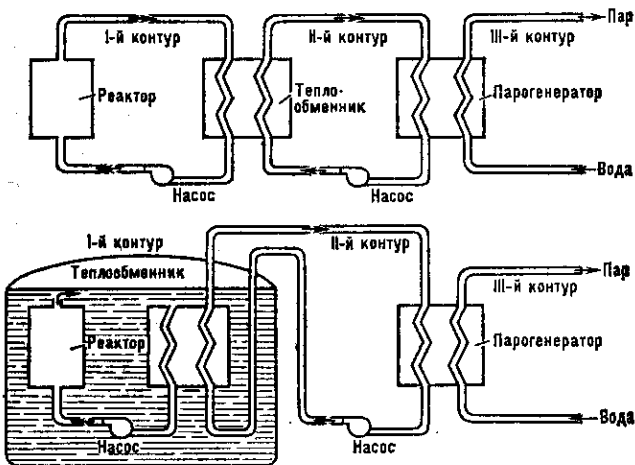 I-й контур
II-й контур
III-й контур
Пар
Реактор
Тепло-
обменник
Парогенератор
Насос
Насос
Вода
I-й контур
Теплообменник
II-й контур
III-й контур
Пар
Реактор
Парогенератор
Насос
Насос
Вода